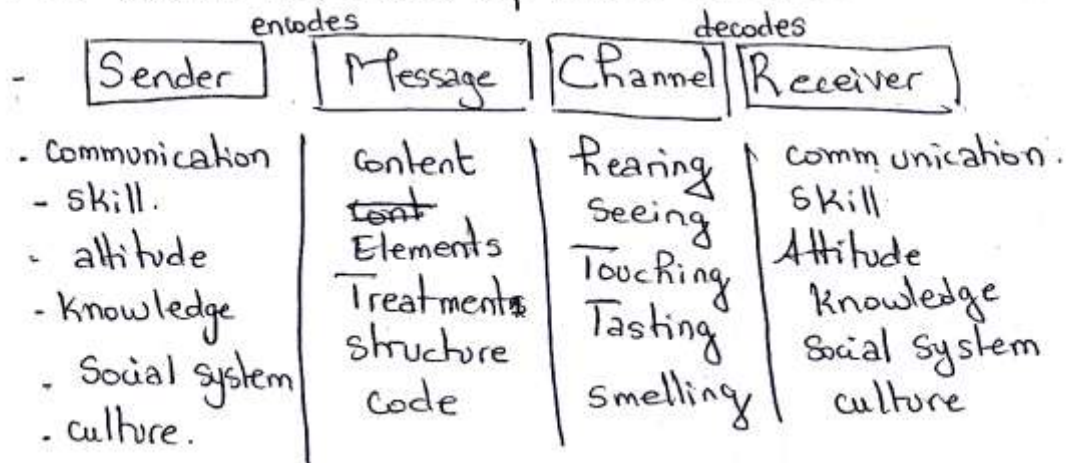 encodes decodes
- Sender Message Channel Receiver
. Communication content hearing communication.
- skill. Seeing Skill
- attitude Elements Touching Attitude
- Knowledge Treatment Tasting Knowledge
. Social system structure smelling Social System
. culture. code culture